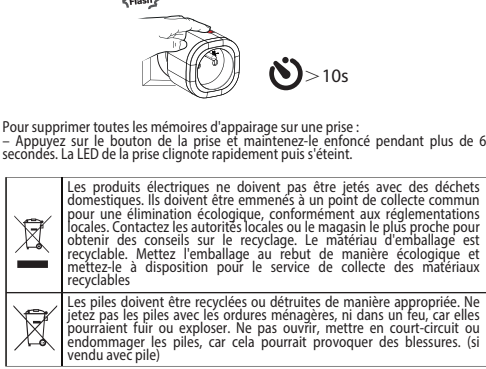 Flash
>10s
Pour supprimer toutes les mémoires d'appairage sur une prise :
– Appuyez sur le bouton de la prise et maintenez-le enfoncé pendant plus de 6
secondes. La LED de la prise clignote rapidement puis s'éteint.
Les produits électriques ne doivent pas être jetés avec des déchets
domestiques. Ils doivent être emmenés à un point de collecte commun
pour une élimination écologique, conformément aux réglementations
locales. Contactez les autorités locales ou le magasin le plus proche pour
obtenir des conseils sur le recyclage. Le matériau d'emballage est
recyclable. Mettez l'emballage au rebut de manière écologique et
mettez-le à disposition pour le service de collecte des matériaux
recyclables
Les piles doivent être recyclées ou détruites de manière appropriée. Ne
jetez pas les piles avec les ordures ménagères, ni dans un feu, car elles
pourraient fuir ou exploser. Ne pas ouvrir, mettre en court-circuit ou
endommager les piles, car cela pourrait provoquer des blessures. (si
vendu avec pile)